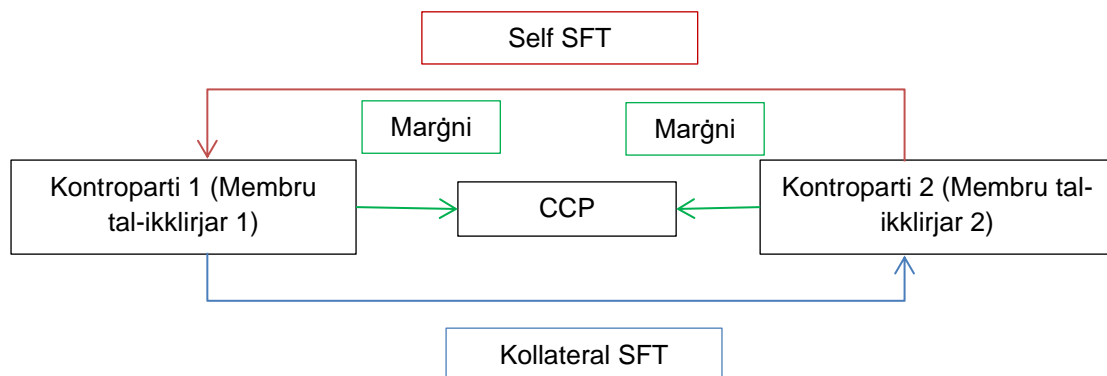 Self SFT
Marġni
Marġni
Kontroparti 1 (Membru
tal-ikklirjar 1)
CCP
Kontroparti 2 (Membru tal-
ikklirjar 2)
Kollateral SFT